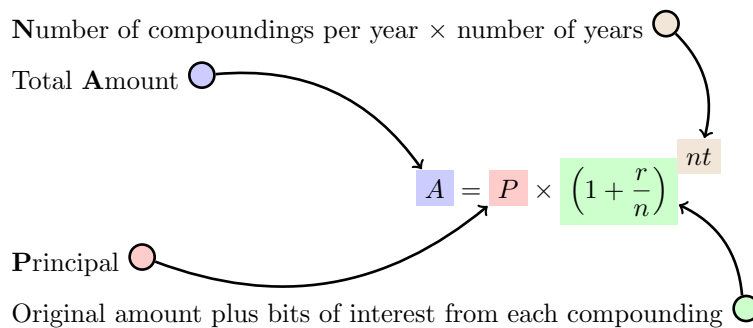 Number of compoundings per year × number of years
Total Amount
A = P × (1 + r/n)^nt
Principal
Original amount plus bits of interest from each compounding